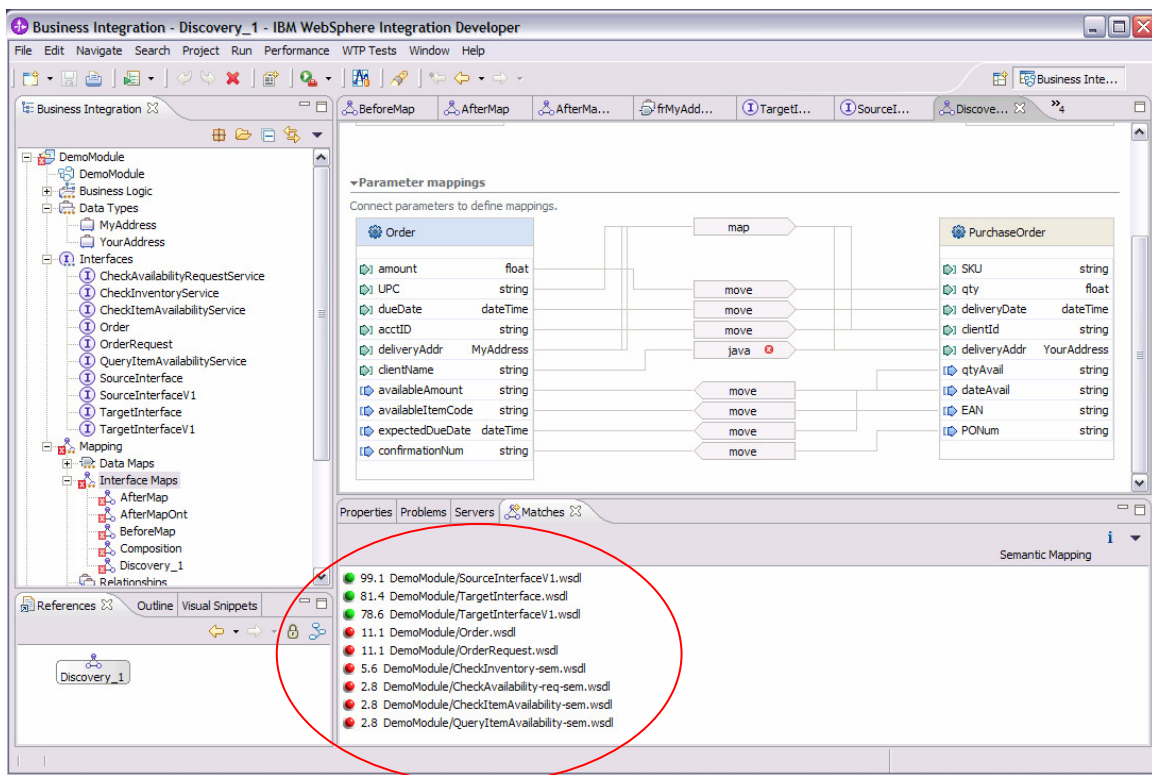 Business Integration - Discovery_1 - IBM WebSphere Integration Developer
File Edit Navigate Search Project Run Performance WTP Tests Window Help
Business Inte...
Business Integration
BeforeMap AfterMap AfterMa... frMyAdd... TargetI... SourceI... Discove... »4
DemoModule
DemoModule
Business Logic
Data Types
MyAddress
YourAddress
Interfaces
CheckAvailabilityRequestService
CheckInventoryService
CheckItemAvailabilityService
Order
OrderRequest
QueryItemAvailabilityService
SourceInterface
SourceInterfaceV1
TargetInterface
TargetInterfaceV1
Mapping
Data Maps
Interface Maps
AfterMap
AfterMapOnt
BeforeMap
Composition
Discovery_1
Relationships
Parameter mappings
Connect parameters to define mappings.
Order map PurchaseOrder
amount float SKU string
UPC string move qty float
dueDate dateTime move deliveryDate dateTime
acctID string move clientId string
deliveryAddr MyAddress java deliveryAddr YourAddress
clientName string qtyAvail string
availableAmount string move dateAvail string
availableItemCode string move EAN string
expectedDueDate dateTime move PONum string
confirmationNum string move
References Outline Visual Snippets
Discovery_1
Properties Problems Servers Matches
i
Semantic Mapping
99.1 DemoModule/SourceInterfaceV1.wsdl
81.4 DemoModule/TargetInterface.wsdl
78.6 DemoModule/TargetInterfaceV1.wsdl
11.1 DemoModule/Order.wsdl
11.1 DemoModule/OrderRequest.wsdl
5.6 DemoModule/CheckInventory-sem.wsdl
2.8 DemoModule/CheckAvailability-req-sem.wsdl
2.8 DemoModule/CheckItemAvailability-sem.wsdl
2.8 DemoModule/QueryItemAvailability-sem.wsdl